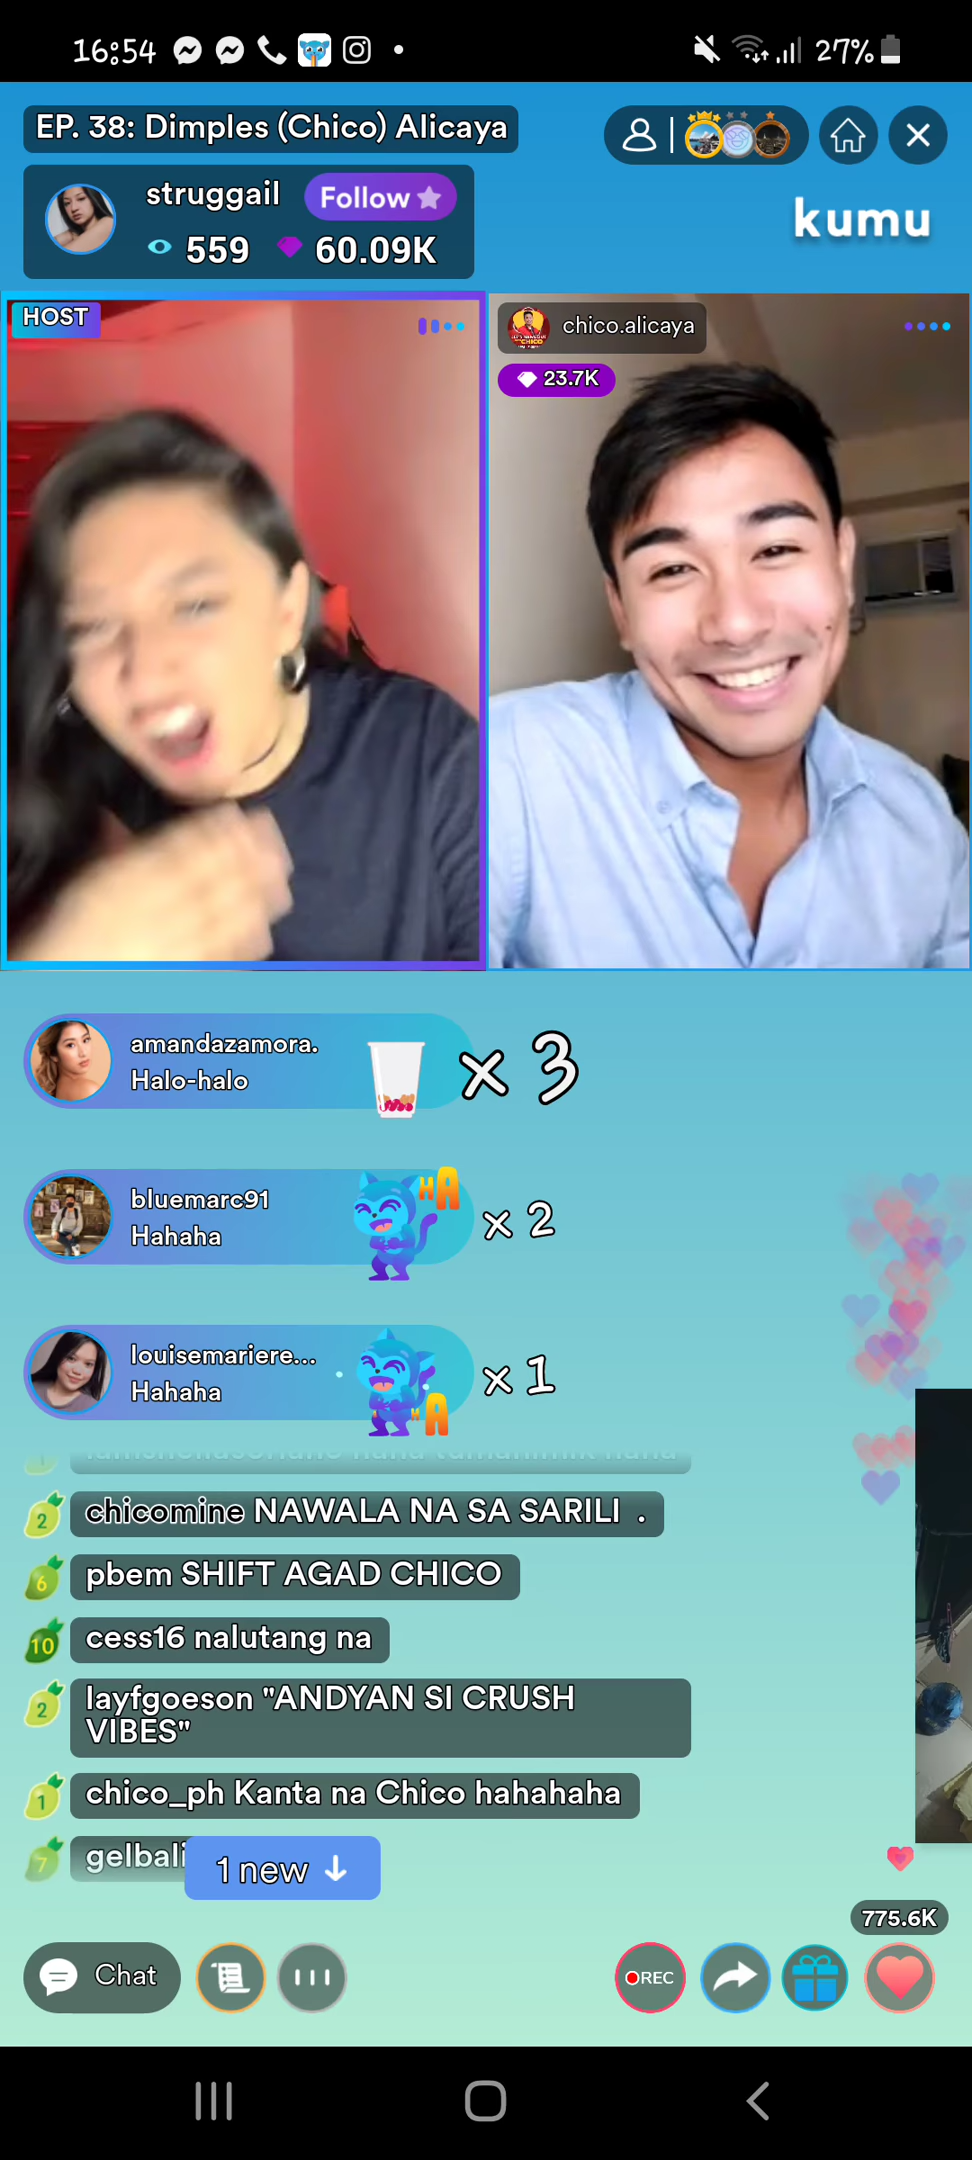 16:54
27%
EP. 38: Dimples (Chico) Alicaya
struggail
Follow
559
60.09K
kumu
HOST
chico.alicaya
CHICO
23.7K
amandazamora.
Halo-halo
x 3
bluemarc91
Hahaha
HA
x 2
louisemariere...
Hahaha
x 1
2 chicomine NAWALA NA SA SARILI .
6 pbem SHIFT AGAD CHICO
10 cess16 nalutang na
2 layfgoeson "ANDYAN SI CRUSH
VIBES"
1 chico_ph Kanta na Chico hahahaha
7 gelbali
1 new
775.6K
Chat
REC